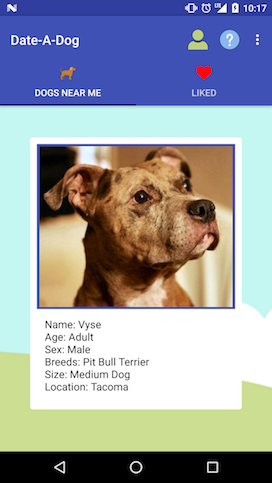 10:17
Date-A-Dog
?
DOGS NEAR ME
LIKED
Name: Vyse
Age: Adult
Sex: Male
Breeds: Pit Bull Terrier
Size: Medium Dog
Location: Tacoma